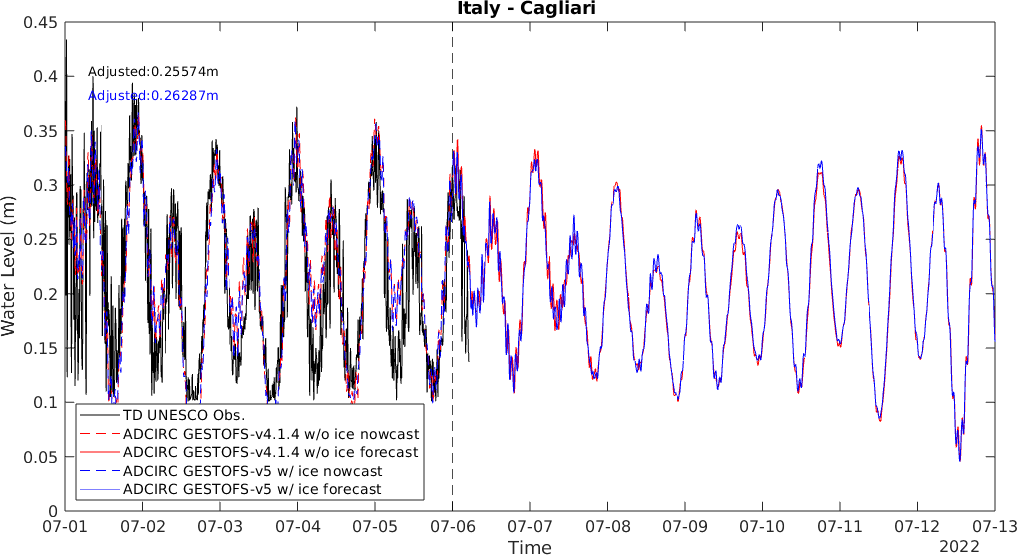 Italy - Cagliari
0.45
0.4
0.35
0.3
0.25
0.2
0.15
0.1
0.05
0
Water Level (m)
Adjusted:0.25574m
Adjusted:0.26287m
TD UNESCO Obs.
ADCIRC GESTOFS-v4.1.4 w/o ice nowcast
ADCIRC GESTOFS-v4.1.4 w/o ice forecast
ADCIRC GESTOFS-v5 w/ ice nowcast
ADCIRC GESTOFS-v5 w/ ice forecast
07-01 07-02 07-03 07-04 07-05 07-06 07-07 07-08 07-09 07-10 07-11 07-12 07-13
Time
2022